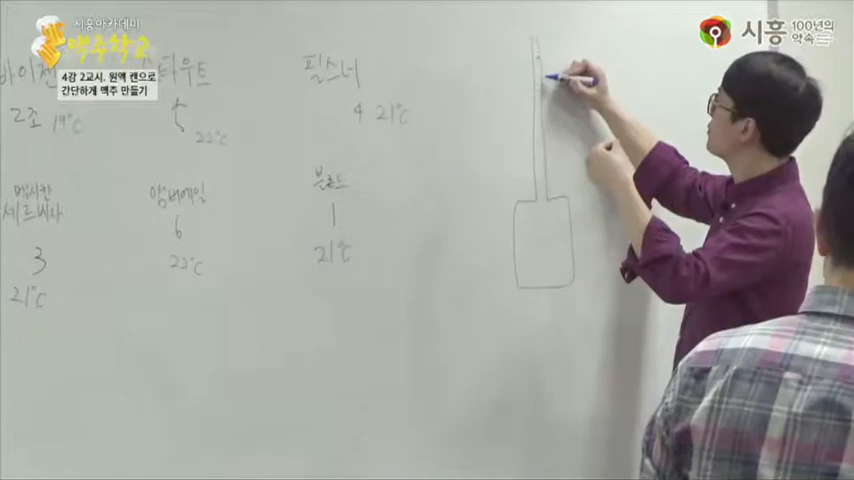 시흥아카데미
맥주학교
4강 2교시. 원액 캔으로
간단하게 맥주 만들기
시흥 100년의
약속
바이젠 스타우트 필스너
2조 19°C 5 22°C 4 21°C
멕시칸
세르비사 앰버에일 블론드
3 6 1
21°C 22°C 21°C